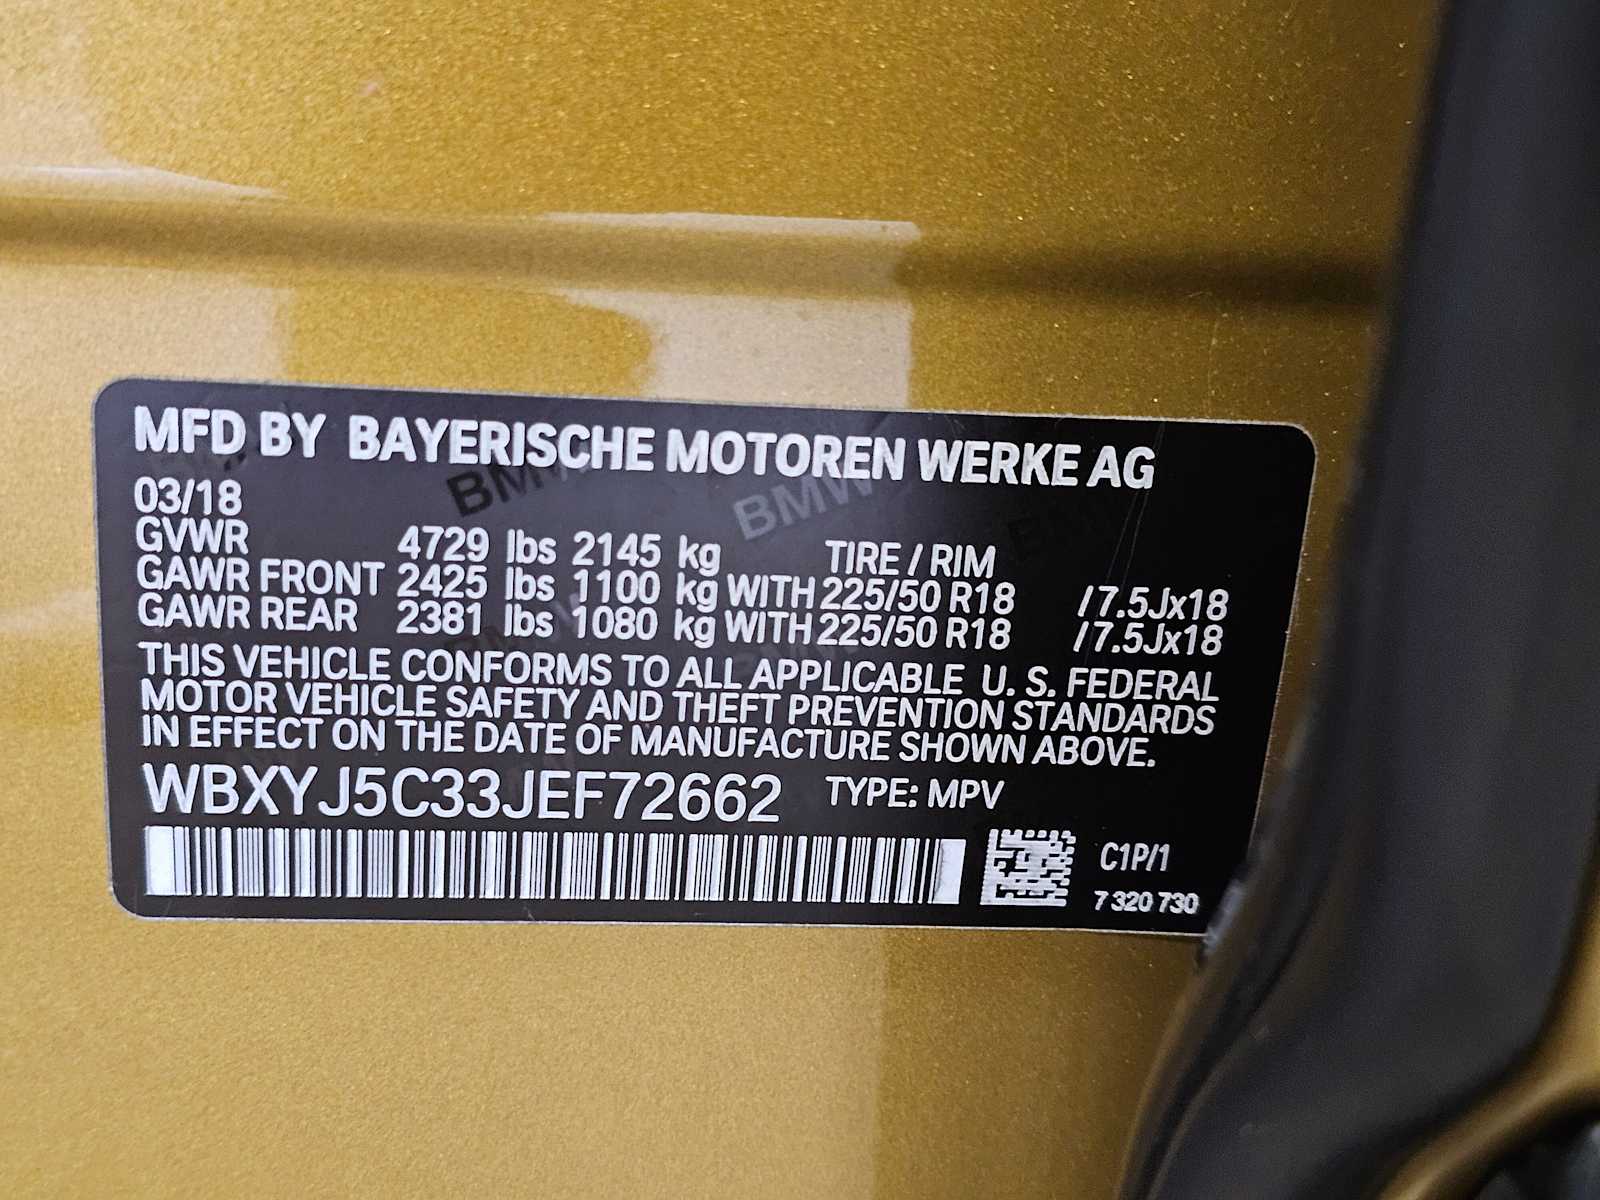 MFD BY BAYERISCHE MOTOREN WERKE AG
03/18
GVWR 4729 lbs 2145 kg TIRE / RIM
GAWR FRONT 2425 lbs 1100 kg WITH 225/50 R18 /7.5Jx18
GAWR REAR 2381 lbs 1080 kg WITH 225/50 R18 /7.5Jx18
THIS VEHICLE CONFORMS TO ALL APPLICABLE U. S. FEDERAL
MOTOR VEHICLE SAFETY AND THEFT PREVENTION STANDARDS
IN EFFECT ON THE DATE OF MANUFACTURE SHOWN ABOVE.
WBXYJ5C33JEF72662 TYPE: MPV
C1P/1
7 320 730
BMW
BMW